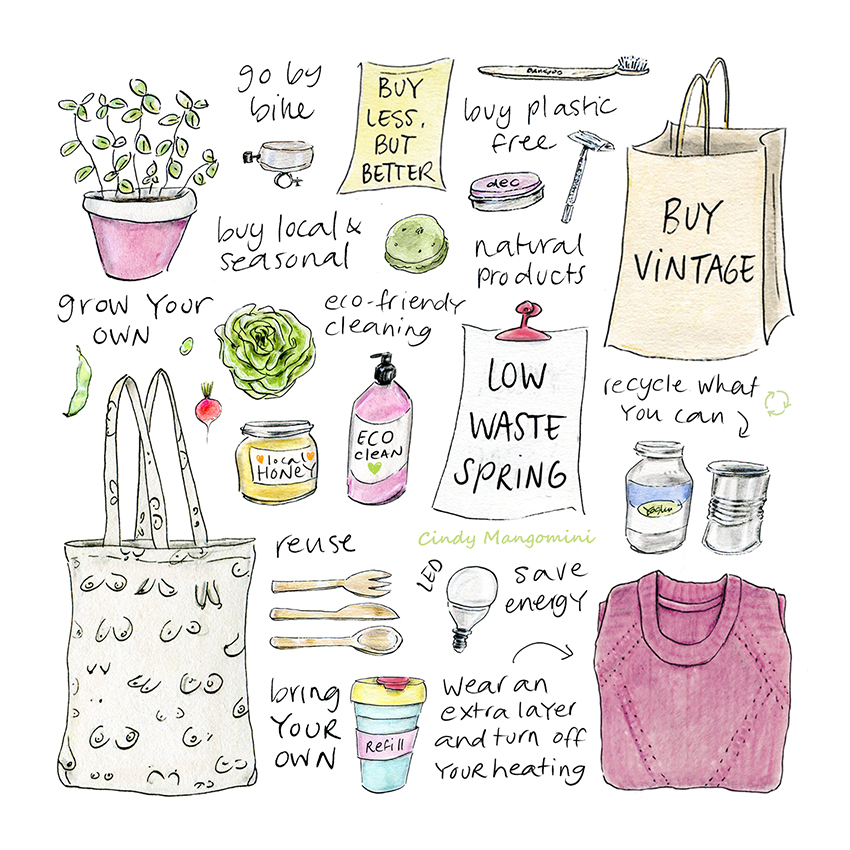 go by
bike
BUY
LESS,
BUT
BETTER
BAMBOO
buy plastic
free
dec
BUY
VINTAGE
buy local &
seasonal
natural
products
grow YOUR
OWN
eco-friendy
cleaning
LOW
WASTE
SPRING
recycle what
YOU can
local
HONEY
ECO
clean
Cindy Mangomini
reuse
LED
save
energy
bring
YOUR
OWN
Refill
wear an
extra layer
and turn off
your heating